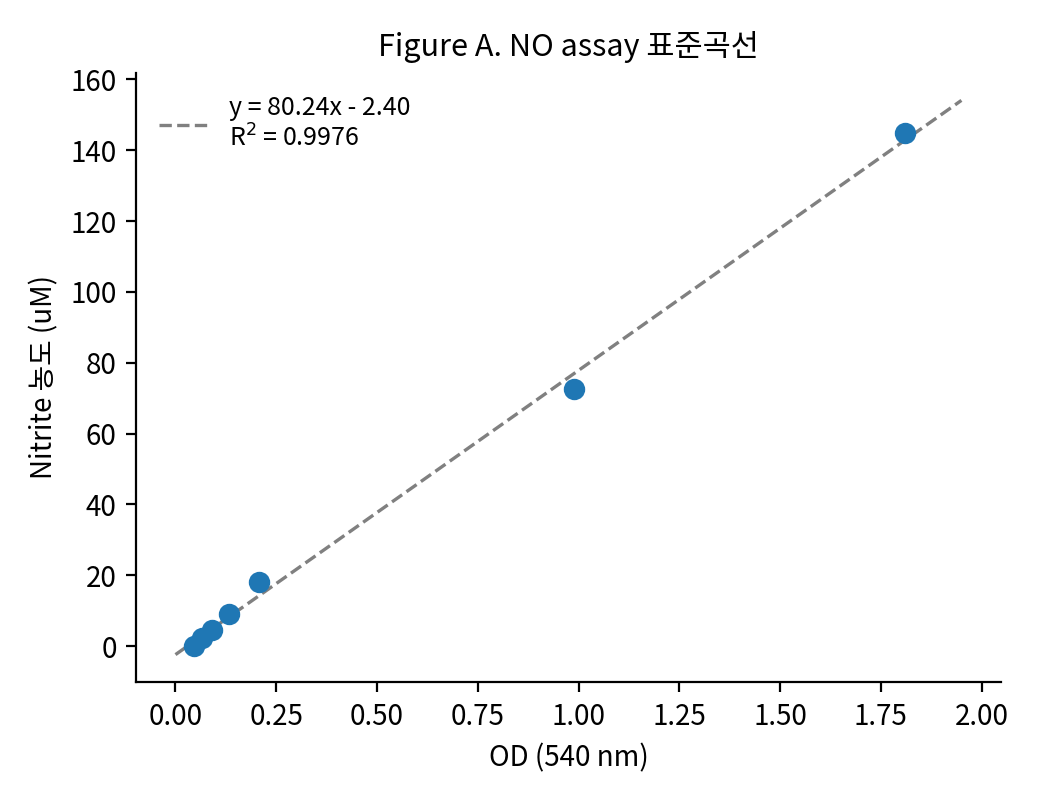 Figure A. NO assay 표준곡선
y = 80.24x - 2.40
R² = 0.9976
160
140
120
100
80
60
40
20
0
Nitrite 농도 (uM)
0.00 0.25 0.50 0.75 1.00 1.25 1.50 1.75 2.00
OD (540 nm)